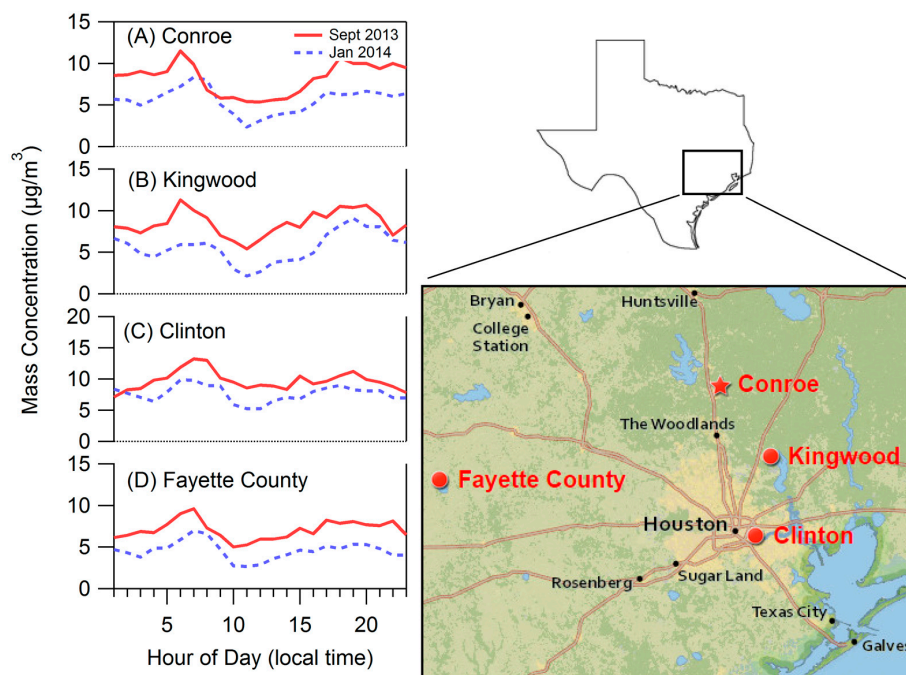 Mass Concentration (µg/m³)
15
10
5
0
(A) Conroe
Sept 2013
Jan 2014
15
10
5
0
(B) Kingwood
20
15
10
5
0
(C) Clinton
15
10
5
0
(D) Fayette County
5
10
15
20
Hour of Day (local time)
Bryan
College
Station
Huntsville
Conroe
The Woodlands
Kingwood
Fayette County
Houston
Clinton
Rosenberg
Sugar Land
Texas City
Galves